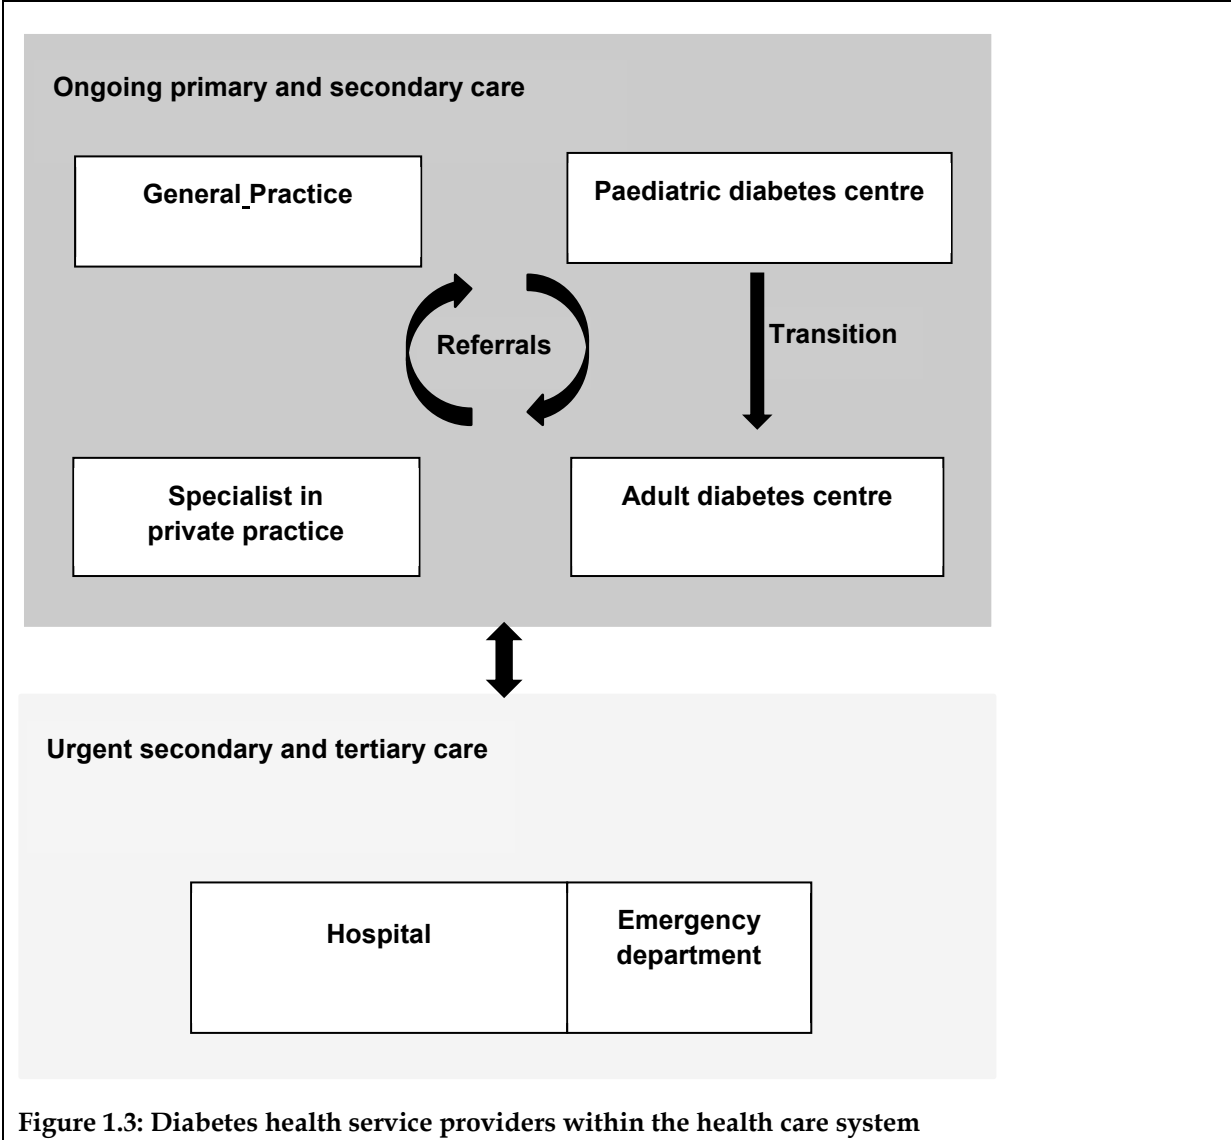 Ongoing primary and secondary care
General Practice
Paediatric diabetes centre
Referrals
Transition
Specialist in
private practice
Adult diabetes centre
Urgent secondary and tertiary care
Hospital
Emergency
department
Figure 1.3: Diabetes health service providers within the health care system